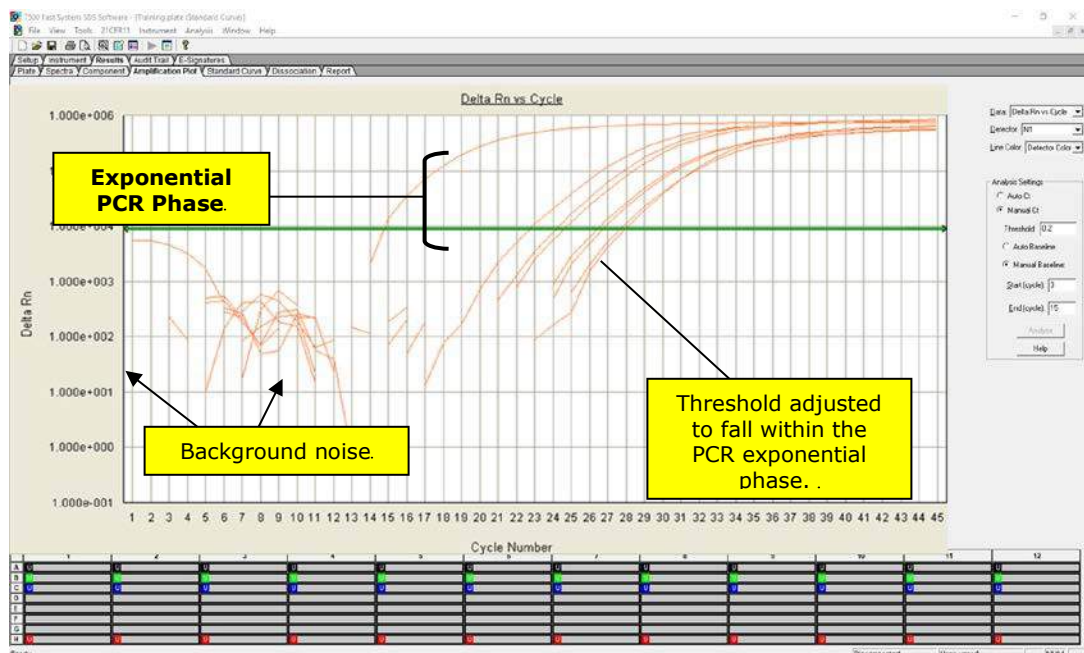 7500 Fast System SDS Software - [Training plate (Standard Curve)]
File View Tools 21CFR11 Instrument Analysis Window Help
Setup Instrument Results Audit Trail E-Signatures
Plate Spectra Component Amplification Plot Standard Curve Dissociation Report
Delta Rn vs Cycle
Data: Delta Rn vs Cycle
Detector: N1
Line Color: Detector Color
Analysis Settings
Auto Ct
Manual Ct
Threshold: 0.2
Auto Baseline
Manual Baseline:
Start (cycle): 3
End (cycle): 15
Analyze
Help
1.000e+006
1.000e+004
1.000e+003
1.000e+002
1.000e+001
1.000e+000
1.000e-001
Delta Rn
Exponential
PCR Phase.
Background noise.
Threshold adjusted
to fall within the
PCR exponential
phase. .
1 2 3 4 5 6 7 8 9 10 11 12 13 14 15 16 17 18 19 20 21 22 23 24 25 26 27 28 29 30 31 32 33 34 35 36 37 38 39 40 41 42 43 44 45
Cycle Number
1 2 3 4 5 6 7 8 9 10 11 12
A U U U U U U U U U U U U
B
C U U U U U U U U U U U U
D
E
F
G
H U U U U U U U U U U U U